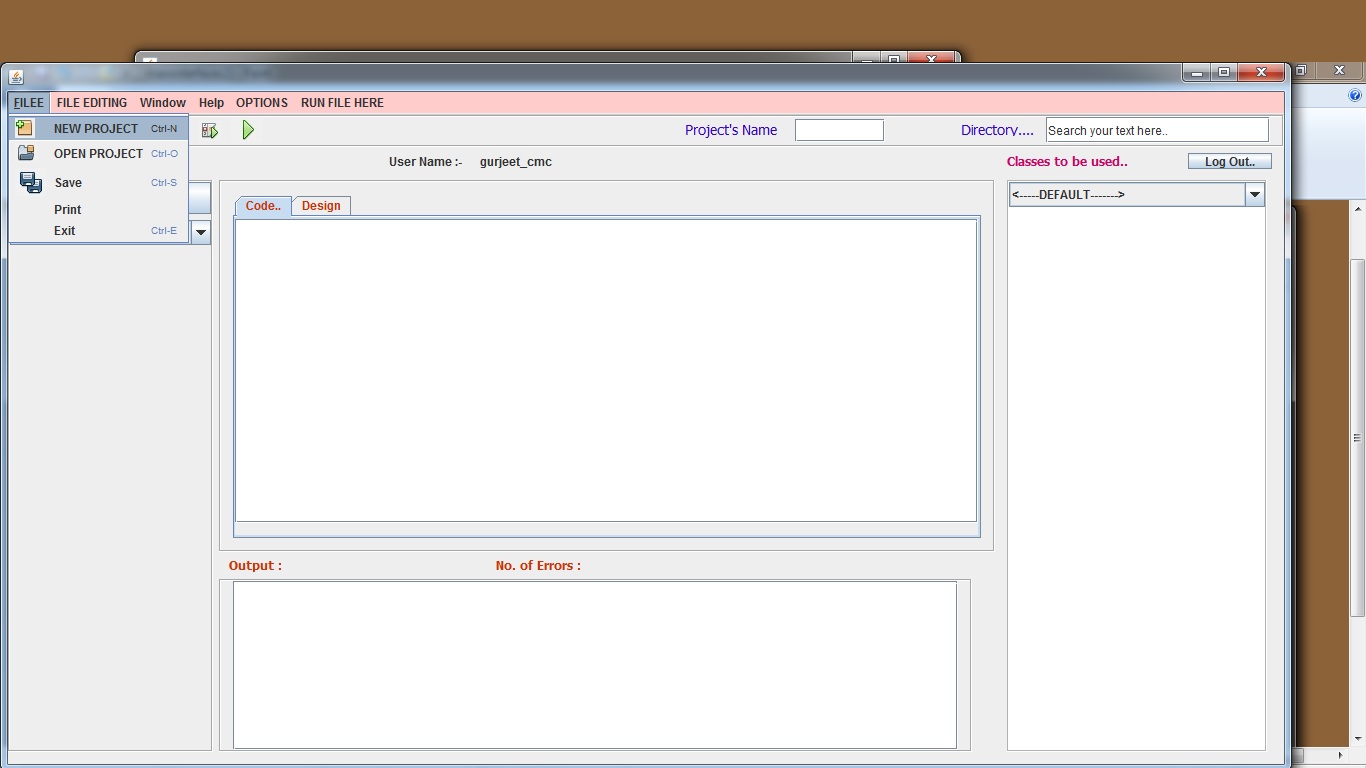 FILEE FILE EDITING Window Help OPTIONS RUN FILE HERE
NEW PROJECT Ctrl-N
OPEN PROJECT Ctrl-O
Save Ctrl-S
Print
Exit Ctrl-E
Project's Name
Directory....
Search your text here..
User Name :- gurjeet_cmc
Classes to be used..
Log Out..
<-----DEFAULT------->
Code..
Design
Output :
No. of Errors :